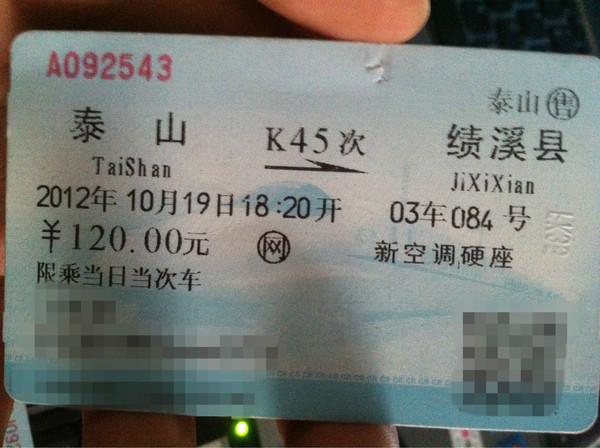 A092543
泰山 售
泰山 K45次 绩溪县
TaiShan JiXiXian
2012年10月19日18:20开 03车084号
￥120.00元 网 新空调硬座
限乘当日当次车